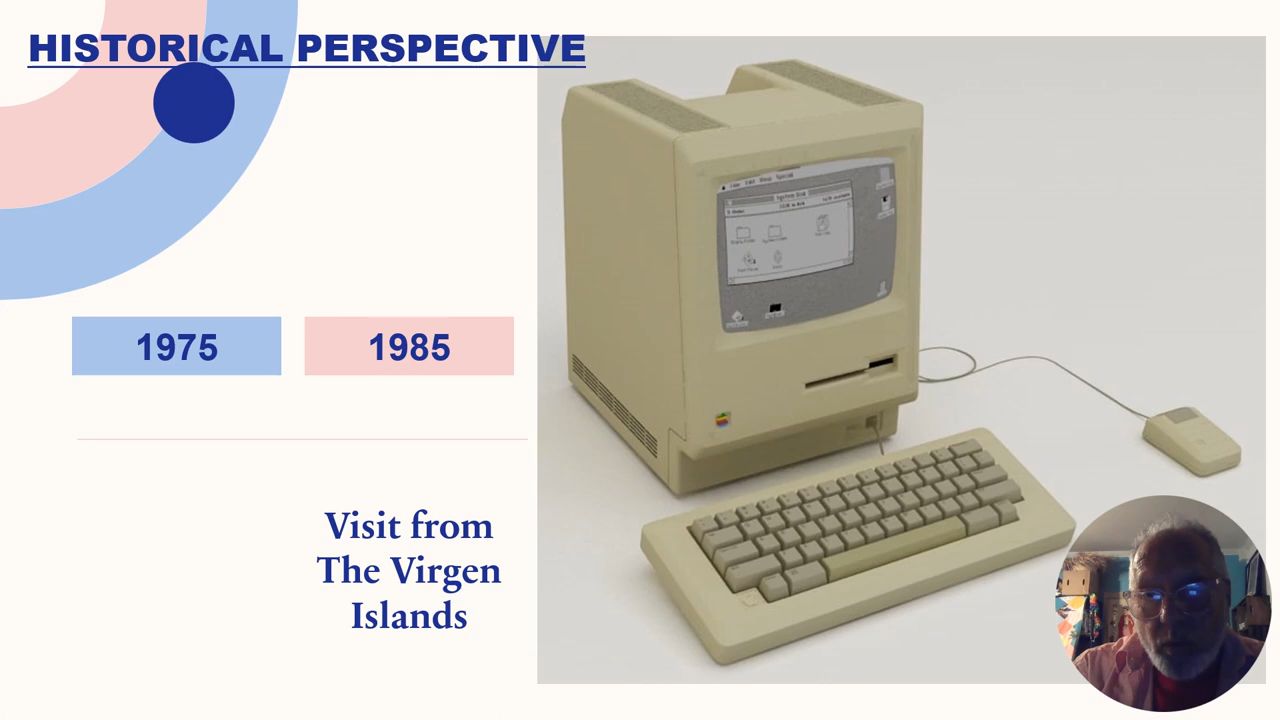 HISTORICAL PERSPECTIVE
1975
1985
Visit from
The Virgen
Islands